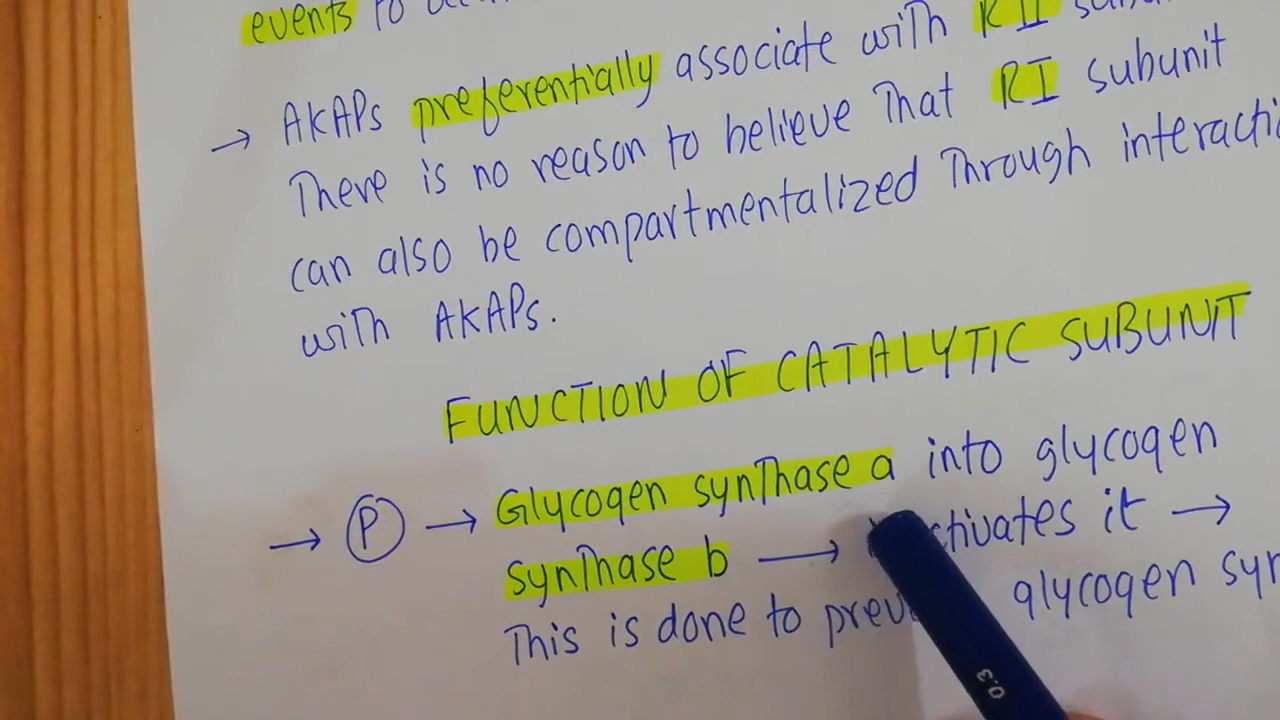 events to
→ AKAPs preferentially associate with RII
There is no reason to believe that RI subunit
can also be compartmentalized through
with AKAPs.
FUNCTION OF CATALYTIC SUBUNIT
→ P → Glycogen synthase a into glycogen
synthase b → it →
This is done to glycogen
0.3